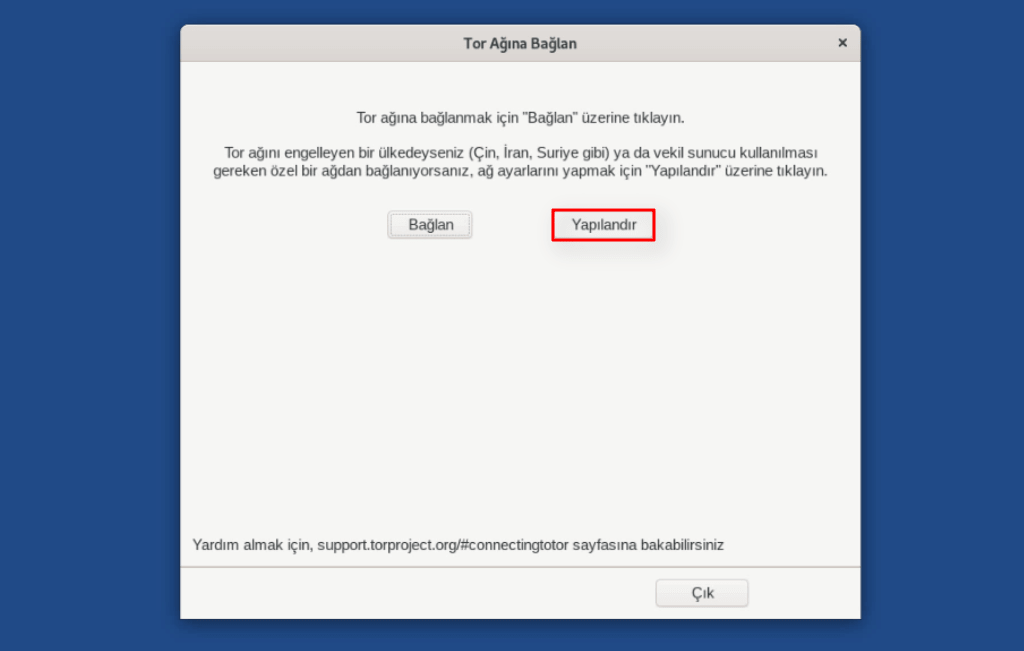 Tor Ağına Bağlan
Tor ağına bağlanmak için "Bağlan" üzerine tıklayın.
Tor ağını engelleyen bir ülkedeyseniz (Çin, İran, Suriye gibi) ya da vekil sunucu kullanılması
gereken özel bir ağdan bağlanıyorsanız, ağ ayarlarını yapmak için "Yapılandır" üzerine tıklayın.
Bağlan Yapılandır
Yardım almak için, support.torproject.org/#connectingtotor sayfasına bakabilirsiniz
Çık